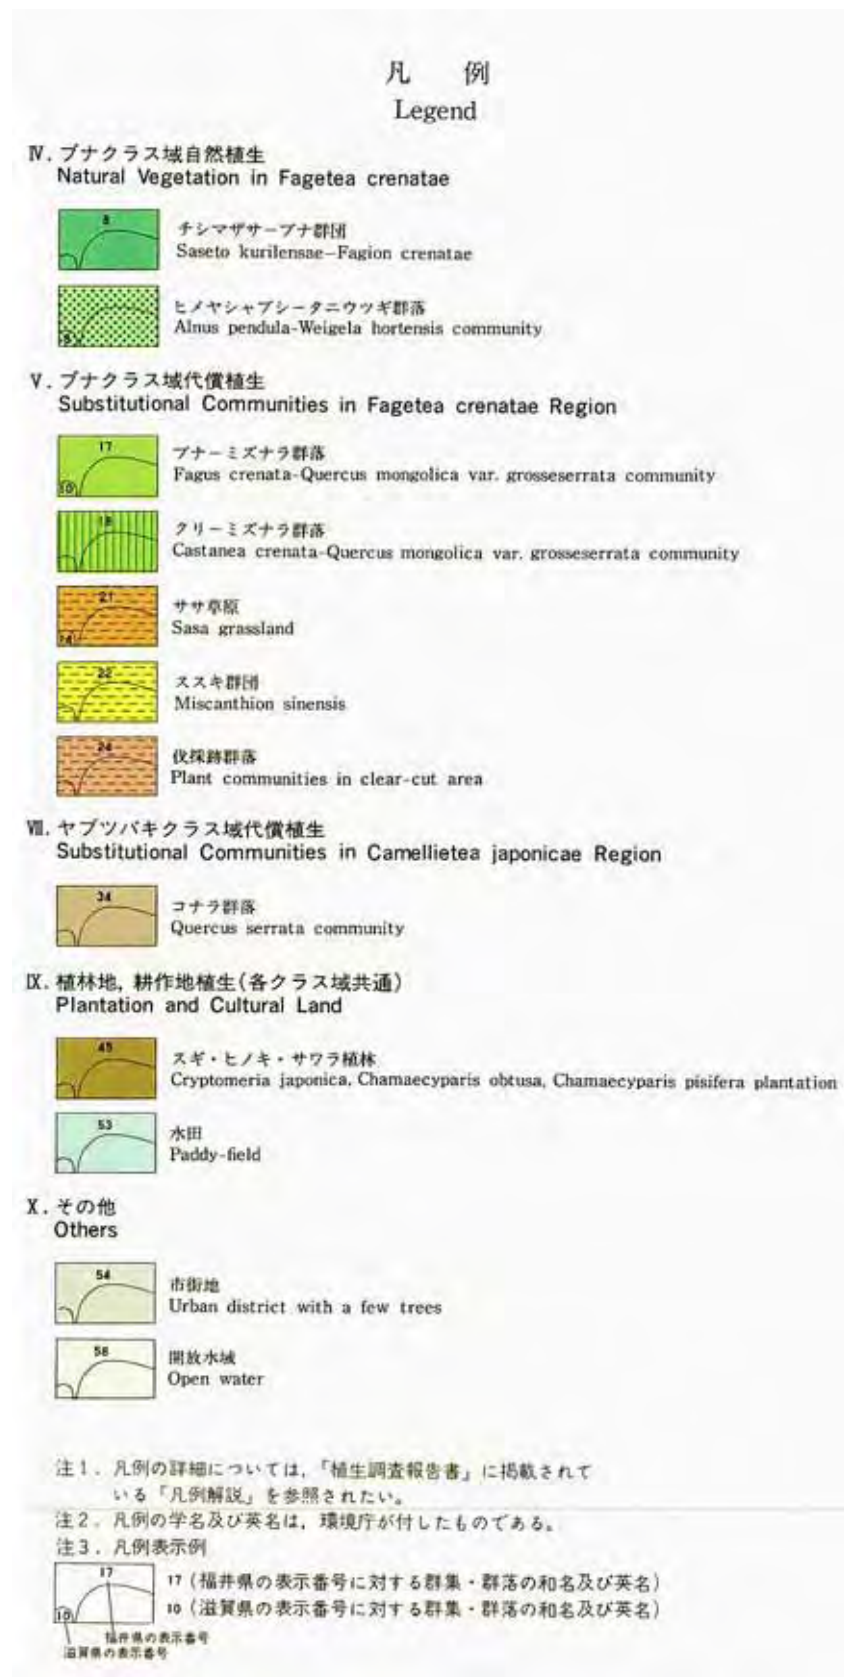 凡 例
Legend
Ⅳ. ブナクラス域自然植生
Natural Vegetation in Fagetea crenatae
8
チシマザサーブナ群団
Saseto kurilensae-Fagion crenatae
ヒメヤシャブシータニウツギ群落
Alnus pendula-Weigela hortensis community
Ⅴ. ブナクラス域代償植生
Substitutional Communities in Fagetea crenatae Region
17
10
ブナーミズナラ群落
Fagus crenata-Quercus mongolica var. grosseserrata community
18
クリーミズナラ群落
Castanea crenata-Quercus mongolica var. grosseserrata community
21
14
ササ草原
Sasa grassland
22
ススキ群団
Miscanthion sinensis
24
伐採跡群落
Plant communities in clear-cut area
Ⅶ. ヤブツバキクラス域代償植生
Substitutional Communities in Camellietea japonicae Region
34
コナラ群落
Quercus serrata community
Ⅸ. 植林地, 耕作地植生(各クラス域共通)
Plantation and Cultural Land
45
スギ・ヒノキ・サワラ植林
Cryptomeria japonica, Chamaecyparis obtusa, Chamaecyparis pisifera plantation
53
水田
Paddy-field
Ⅹ. その他
Others
54
市街地
Urban district with a few trees
58
開放水域
Open water
注1. 凡例の詳細については,「植生調査報告書」に掲載されて
いる「凡例解説」を参照されたい。
注2. 凡例の学名及び英名は, 環境庁が付したものである。
注3. 凡例表示例
17
17 (福井県の表示番号に対する群集・群落の和名及び英名)
10
10 (滋賀県の表示番号に対する群集・群落の和名及び英名)
福井県の表示番号
滋賀県の表示番号